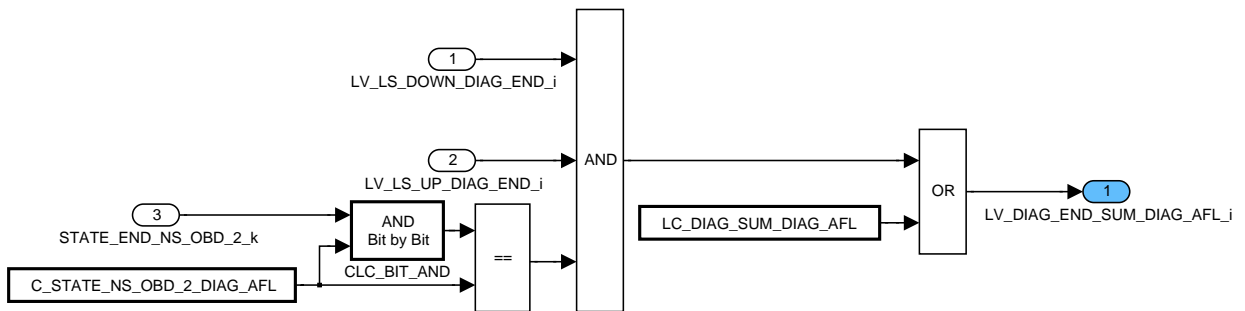 1
LV_LS_DOWN_DIAG_END_i
AND
2
LV_LS_UP_DIAG_END_i
OR
1
LV_DIAG_END_SUM_DIAG_AFL_i
3
STATE_END_NS_OBD_2_k
AND
Bit by Bit
CLC_BIT_AND
LC_DIAG_SUM_DIAG_AFL
==
C_STATE_NS_OBD_2_DIAG_AFL